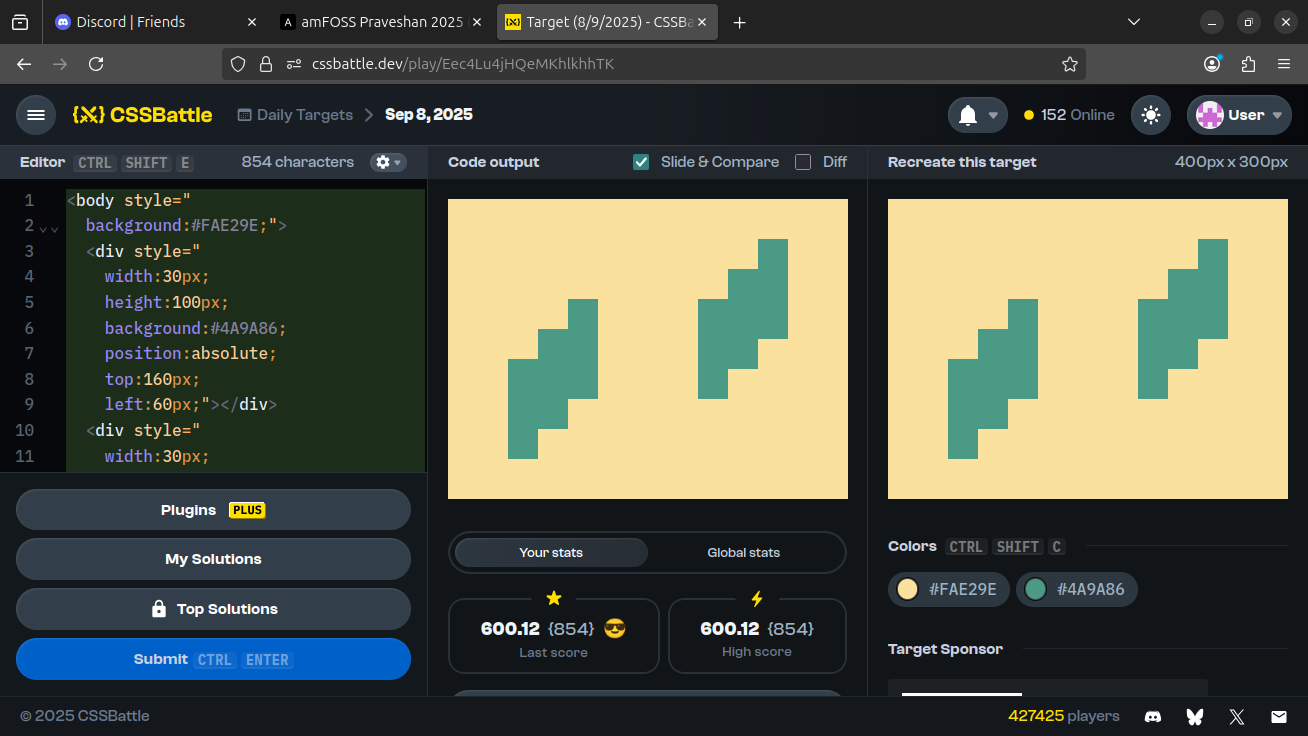 Discord | Friends
amFOSS Praveshan 2025
Target (8/9/2025) - CSSBa
cssbattle.dev/play/Eec4Lu4jHQeMKhlkhhTK
CSSBattle
Daily Targets
Sep 8, 2025
152 Online
User
Editor CTRL SHIFT E
854 characters
Code output
Slide & Compare
Diff
Recreate this target
400px x 300px
1 <body style="
2 background:#FAE29E;">
3 <div style="
4 width:30px;
5 height:100px;
6 background:#4A9A86;
7 position:absolute;
8 top:160px;
9 left:60px;"></div>
10 <div style="
11 width:30px;
Plugins PLUS
My Solutions
Top Solutions
Submit CTRL ENTER
Your stats
Global stats
600.12 {854} 😎
Last score
600.12 {854}
High score
Colors CTRL SHIFT C
#FAE29E
#4A9A86
Target Sponsor
© 2025 CSSBattle
427425 players